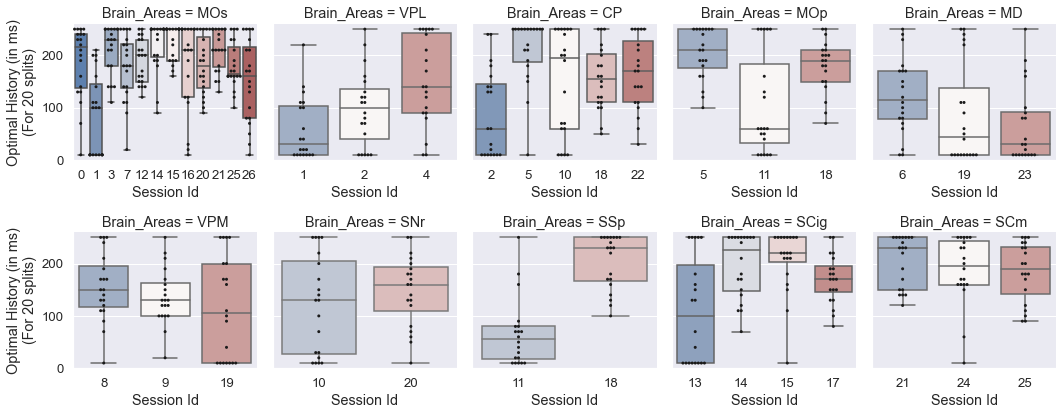 Brain_Areas = MOs
Brain_Areas = VPL
Brain_Areas = CP
Brain_Areas = MOp
Brain_Areas = MD
Optimal History (in ms)
(For 20 splits)
200
100
0
0 1 3 7 12 14 15 16 20 21 25 26
1 2 4
2 5 10 18 22
5 11 18
6 19 23
Session Id
Session Id
Session Id
Session Id
Session Id
Brain_Areas = VPM
Brain_Areas = SNr
Brain_Areas = SSp
Brain_Areas = SCig
Brain_Areas = SCm
Optimal History (in ms)
(For 20 splits)
200
100
0
8 9 19
10 20
11 18
13 14 15 17
21 24 25
Session Id
Session Id
Session Id
Session Id
Session Id